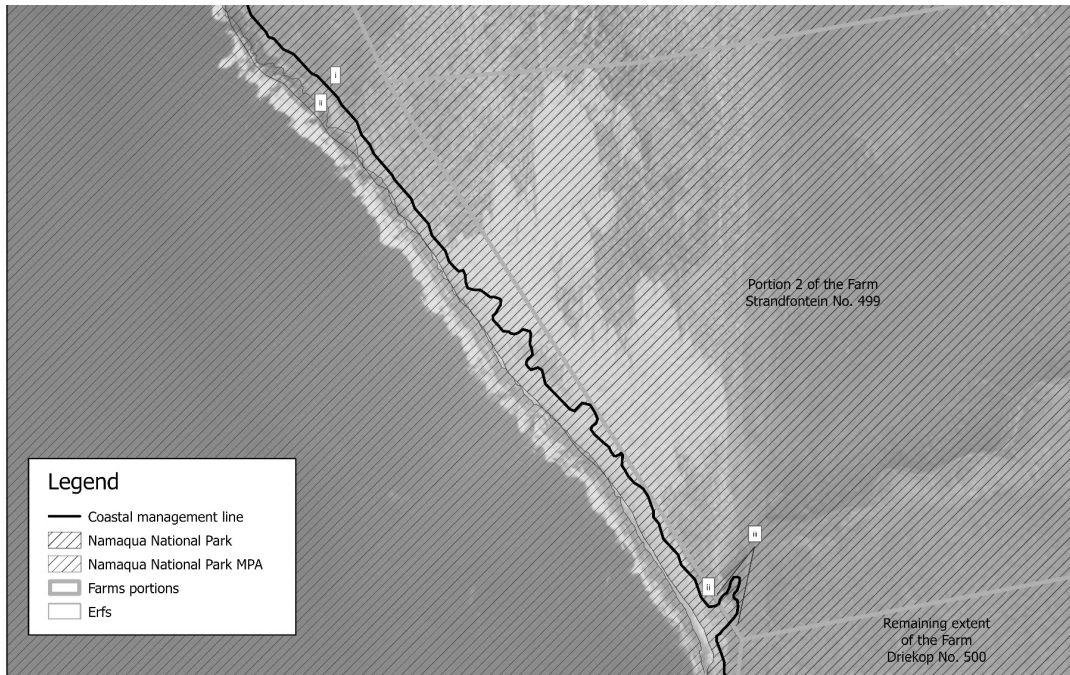 i
ii
Portion 2 of the Farm
Strandfontein No. 499
Legend
Coastal management line
Namaqua National Park
Namaqua National Park MPA
Farms portions
Erfs
iii
ii
Remaining extent
of the Farm
Driekop No. 500